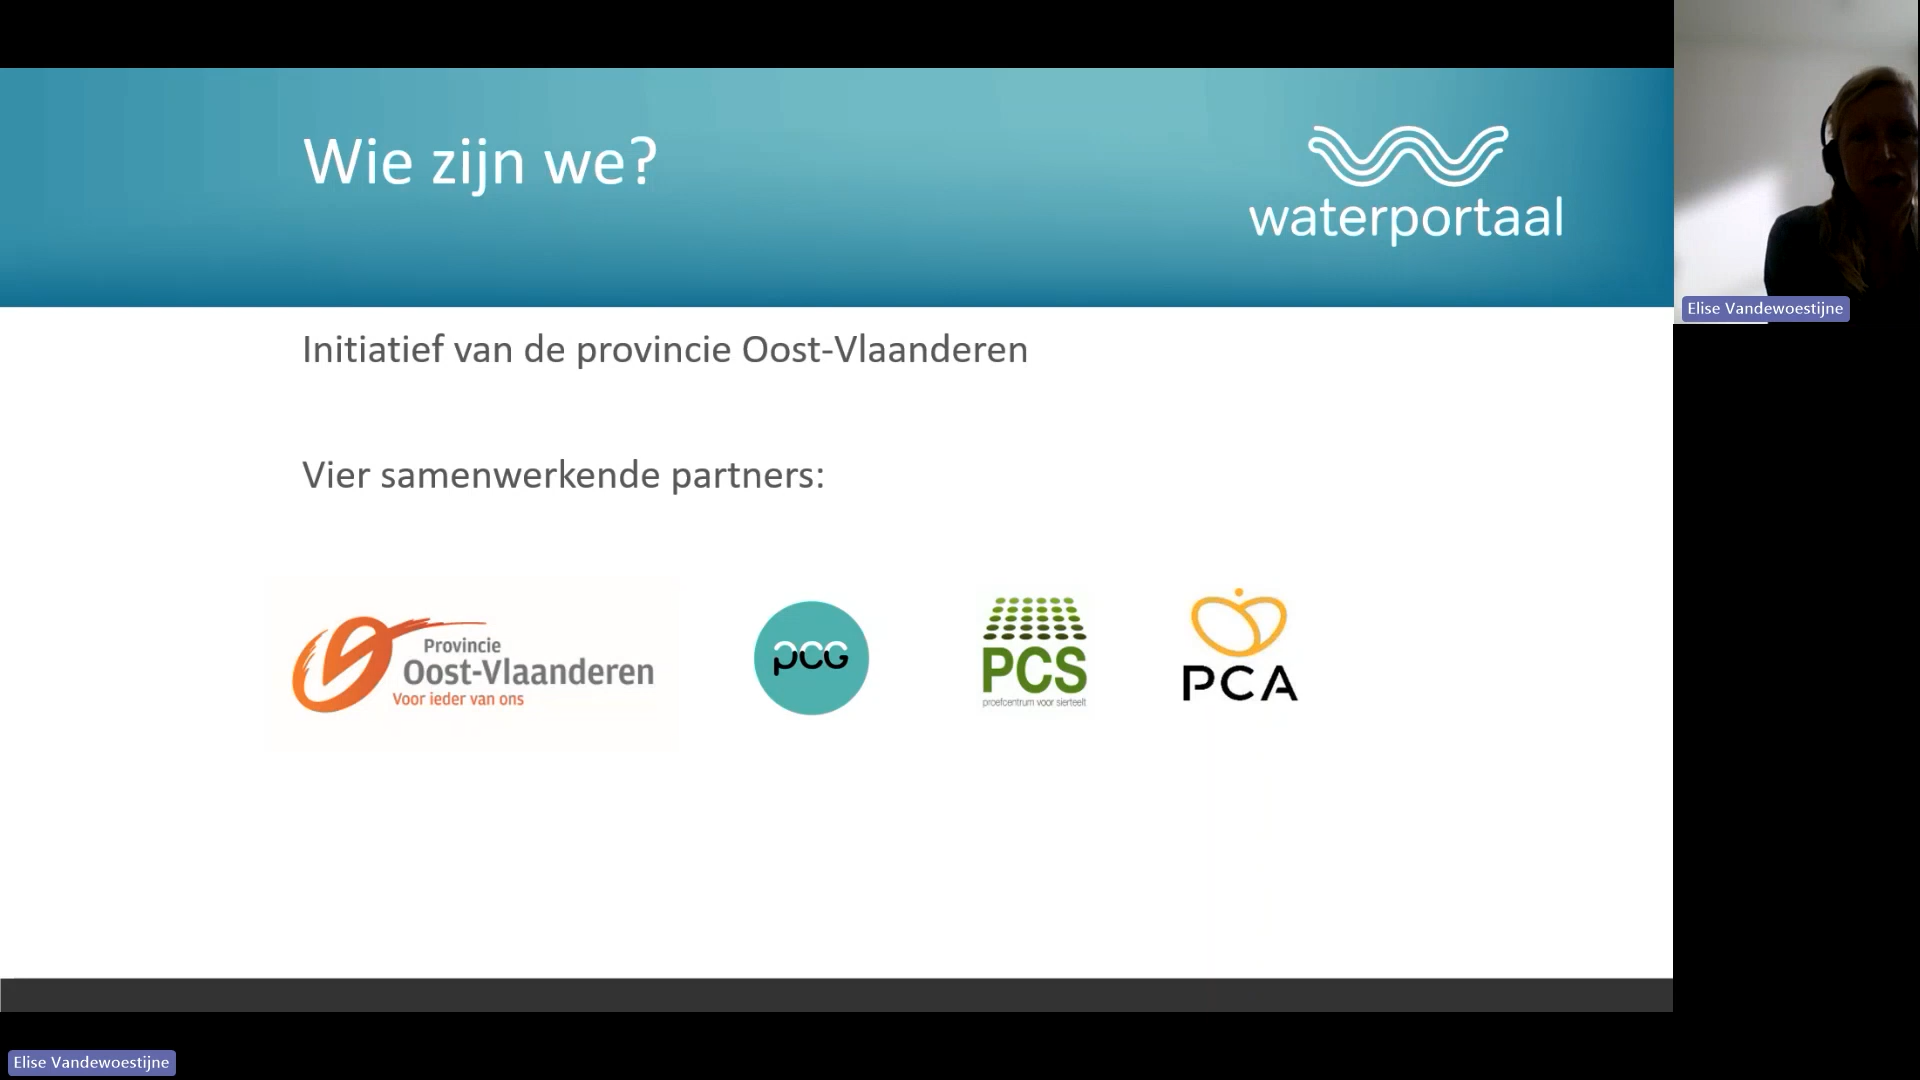 Wie zijn we?
waterportaal
Elise Vandewoestijne
Initiatief van de provincie Oost-Vlaanderen
Vier samenwerkende partners:
Provincie
Oost-Vlaanderen
Voor ieder van ons
pcg
PCS
proefcentrum voor sierteelt
PCA
Elise Vandewoestijne